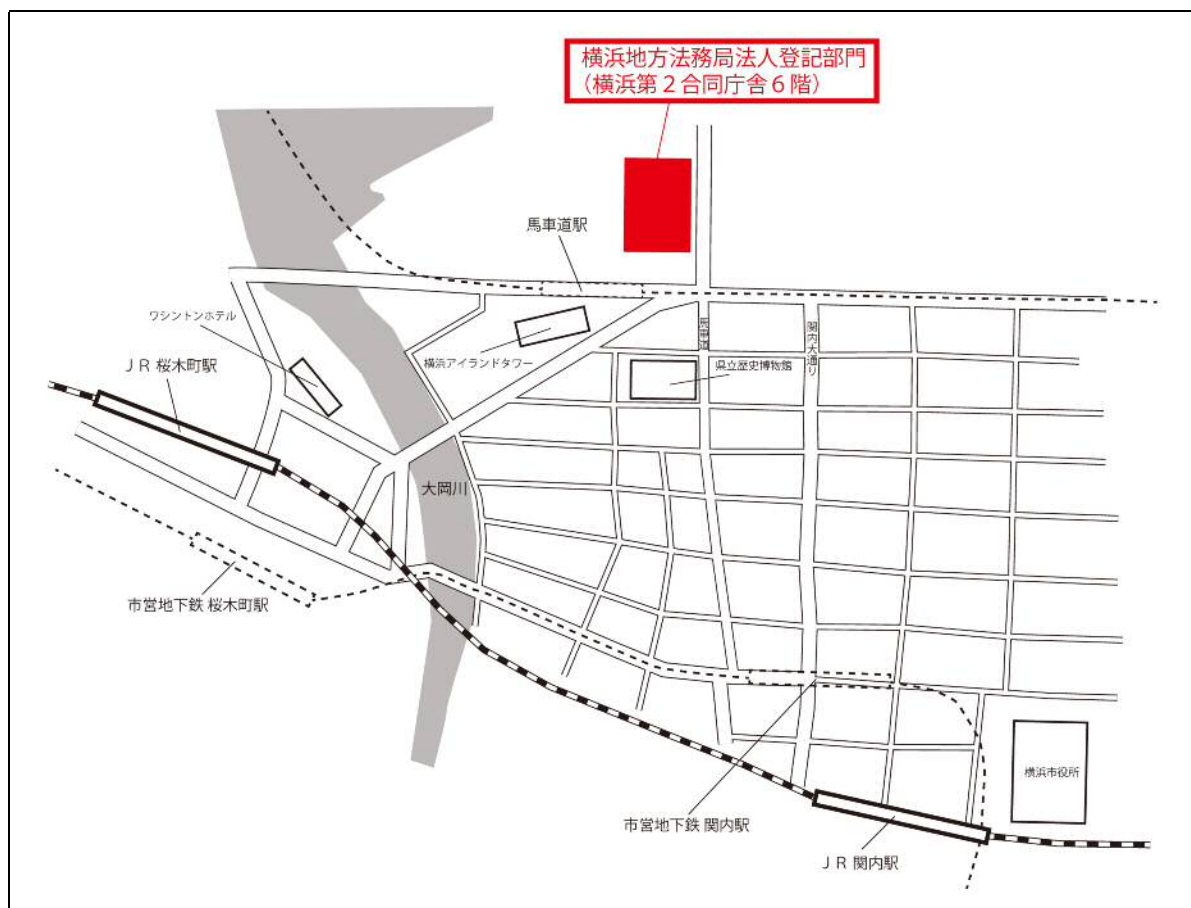 横浜地方法務局法人登記部門
(横浜第2合同庁舎6階)
馬車道駅
ワシントンホテル
横浜アイランドタワー
馬車道
関内大通り
県立歴史博物館
JR 桜木町駅
大岡川
市営地下鉄 桜木町駅
横浜市役所
市営地下鉄 関内駅
JR 関内駅